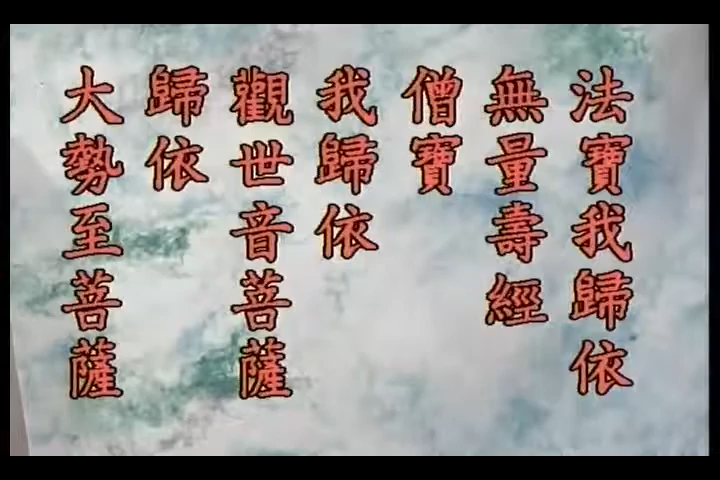 法寶我歸依
無量壽經
僧寶
我歸依
觀世音菩薩
歸依
大勢至菩薩